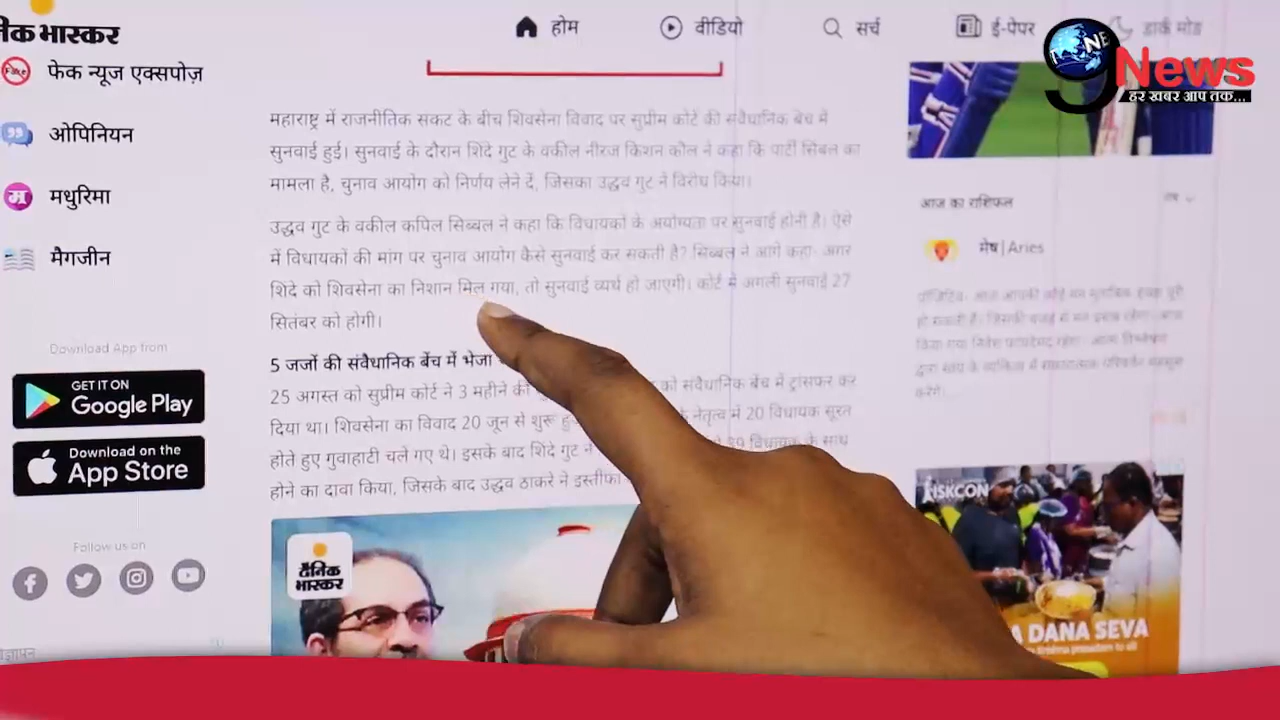 दैनिक भास्कर
होम
वीडियो
सर्च
ई-पेपर
डार्क मोड
9
NEWS
हर खबर आप तक...
फेक न्यूज एक्सपोज़
ओपिनियन
मधुरिमा
मैगजीन
Download App from
GET IT ON
Google Play
Download on the
App Store
Follow us on
महाराष्ट्र में राजनीतिक सकट के बीच शिवसेना विवाद पर सुप्रीम कोर्ट की संवैधानिक बेंच में
सुनवाई हुई। सुनवाई के दौरान शिंदे गुट के वकील नीरज किशन कौल ने कहा कि पार्टी सिंबल का
मामला है, चुनाव आयोग को निर्णय लेने दें, जिसका उद्धव गुट ने विरोध किया।
उद्धव गुट के वकील कपिल सिब्बल ने कहा कि विधायकों के अयोग्यता पर सुनवाई होनी है। ऐसे
में विधायकों की मांग पर चुनाव आयोग कैसे सुनवाई कर सकती है? सिब्बल ने आगे कहा- अगर
शिंदे को शिवसेना का निशान मिल गया, तो सुनवाई व्यर्थ हो जाएगी। कोर्ट में अगली सुनवाई 27
सितंबर को होगी।
5 जजों की संवैधानिक बेंच में भेजा
25 अगस्त को सुप्रीम कोर्ट ने 3 महीने की को संवैधानिक बेंच में ट्रांसफर कर
दिया था। शिवसेना का विवाद 20 जून से शुरू नेतृत्व में 20 विधायक सूरत
होते हुए गुवाहाटी चले गए थे। इसके बाद शिंदे गुट ने 39 विधायक के साथ
होने का दावा किया, जिसके बाद उद्धव ठाकरे ने इस्तीफा
दैनिक
भास्कर
आज का राशिफल
मेष
मेष|Aries
ISKCON
A DANA SEVA